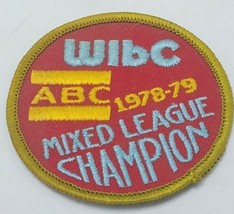 WIbC
ABC
1978-79
MIXED LEAGUE
CHAMPION